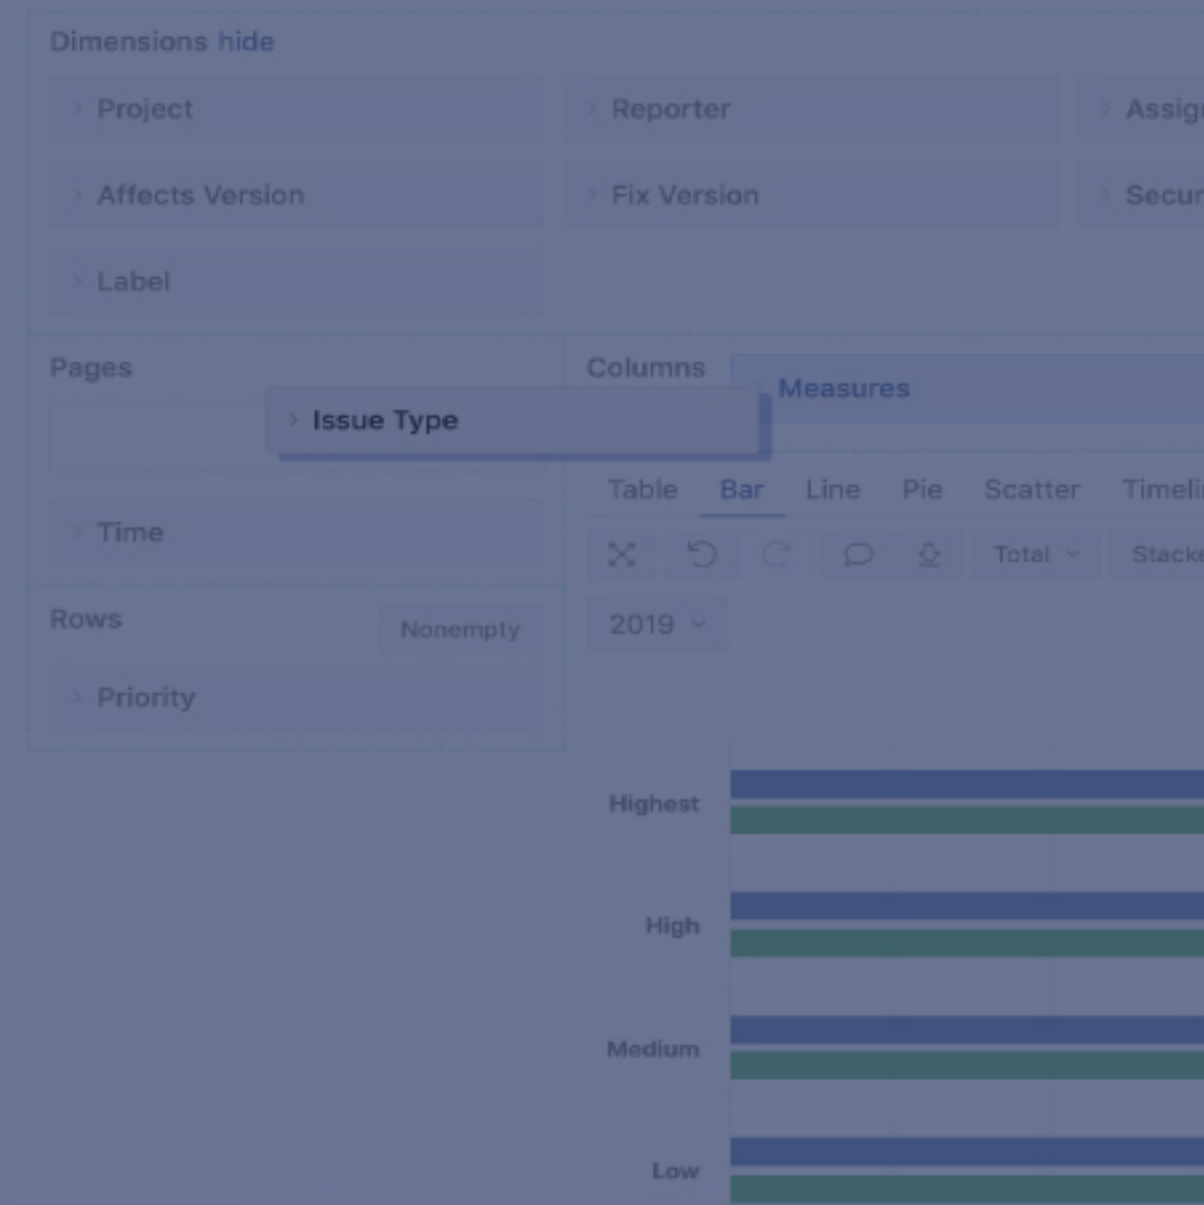 Dimensions hide
Project
Reporter
Affects Version
Fix Version
Label
Pages
Columns
Measures
Issue Type
Table Bar Line Pie Scatter
Time
Total
2019
Rows
Nonempty
Priority
Highest
High
Medium
Low